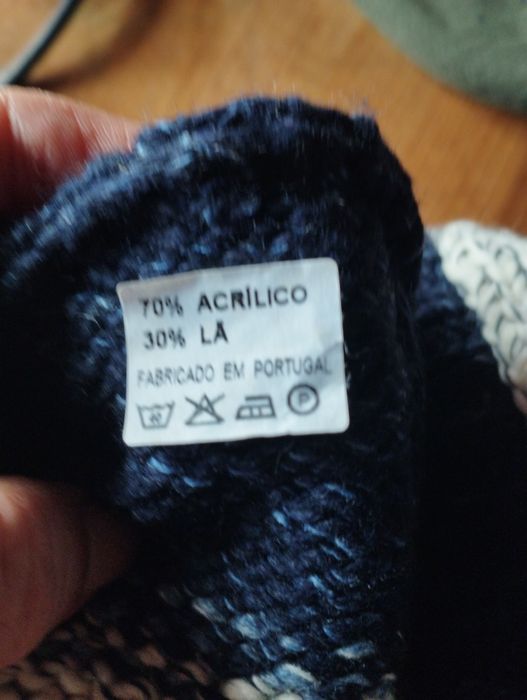 70% ACRÍLICO
30% LÃ
FABRICADO EM PORTUGAL
P